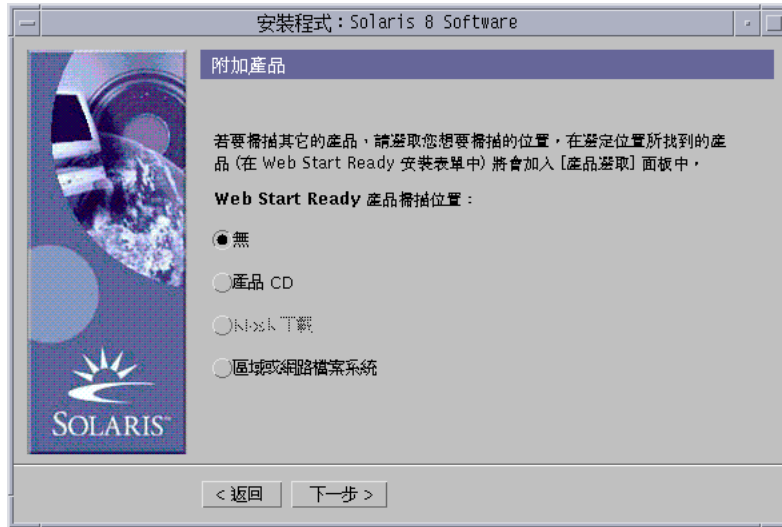 安裝程式：Solaris 8 Software
附加產品
若要掃描其它的產品，請選取您想要掃描的位置，在選定位置所找到的產
品 (在 Web Start Ready 安裝表單中) 將會加入 [產品選取] 面板中，
Web Start Ready 產品掃描位置：
無
產品 CD
kiosk 下載
區域或網路檔案系統
SOLARIS™
< 返回
下一步 >